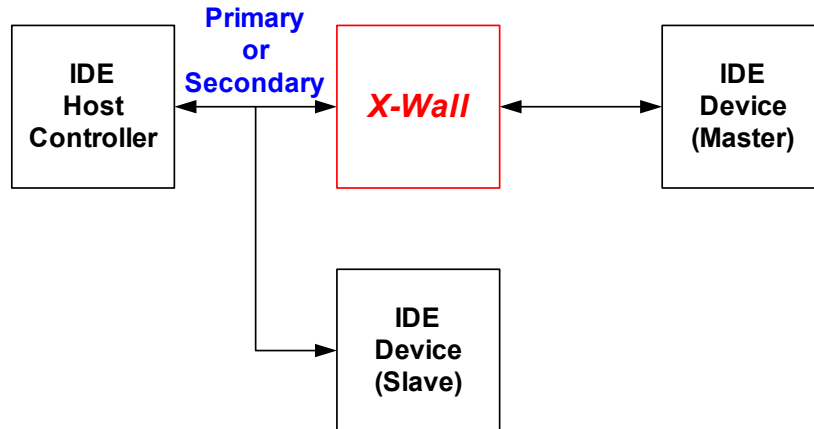 Primary
or
Secondary
IDE
Host
Controller
X-Wall
IDE
Device
(Master)
IDE
Device
(Slave)